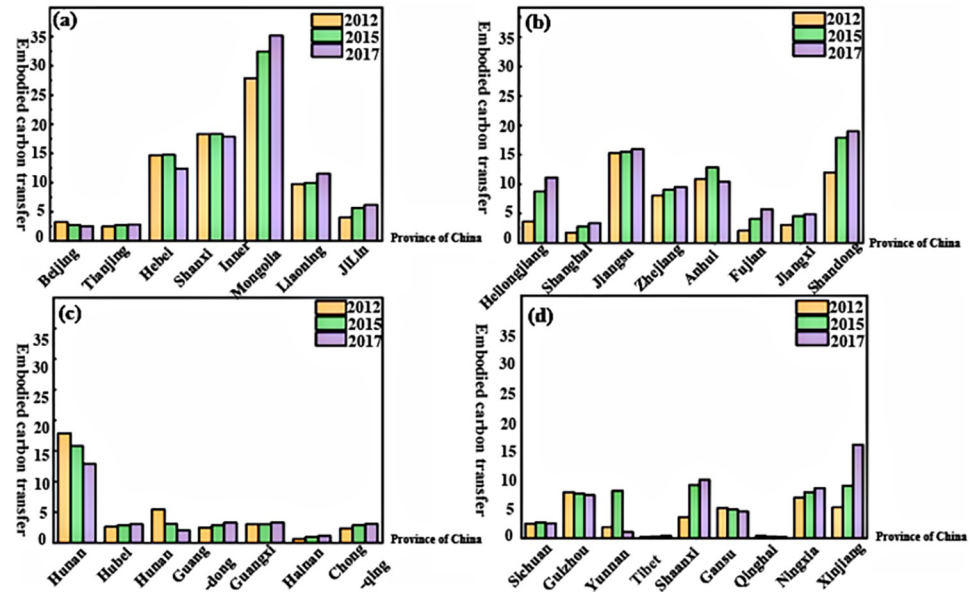 (a)
2012
2015
2017
Embodied carbon transfer
35
30
25
20
15
10
5
0
Province of China
Beijing
Tianjing
Hebei
Shanxi
Inner
Mongolia
Liaoning
JiLin
(b)
2012
2015
2017
Embodied carbon transfer
35
30
25
20
15
10
5
0
Province of China
Heilongjiang
Shanghai
Jiangsu
Zhejiang
Anhui
Fujian
Jiangxi
Shandong
(c)
2012
2015
2017
Embodied carbon transfer
35
30
25
20
15
10
5
0
Province of China
Hunan
Hubei
Hunan
Guang
-dong
Guangxi
Hainan
Chong
-qing
(d)
2012
2015
2017
Embodied carbon transfer
35
30
25
20
15
10
5
0
Province of China
Sichuan
Guizhou
Yunnan
Tibet
Shaanxi
Gansu
Qinghai
Ningxia
Xinjiang